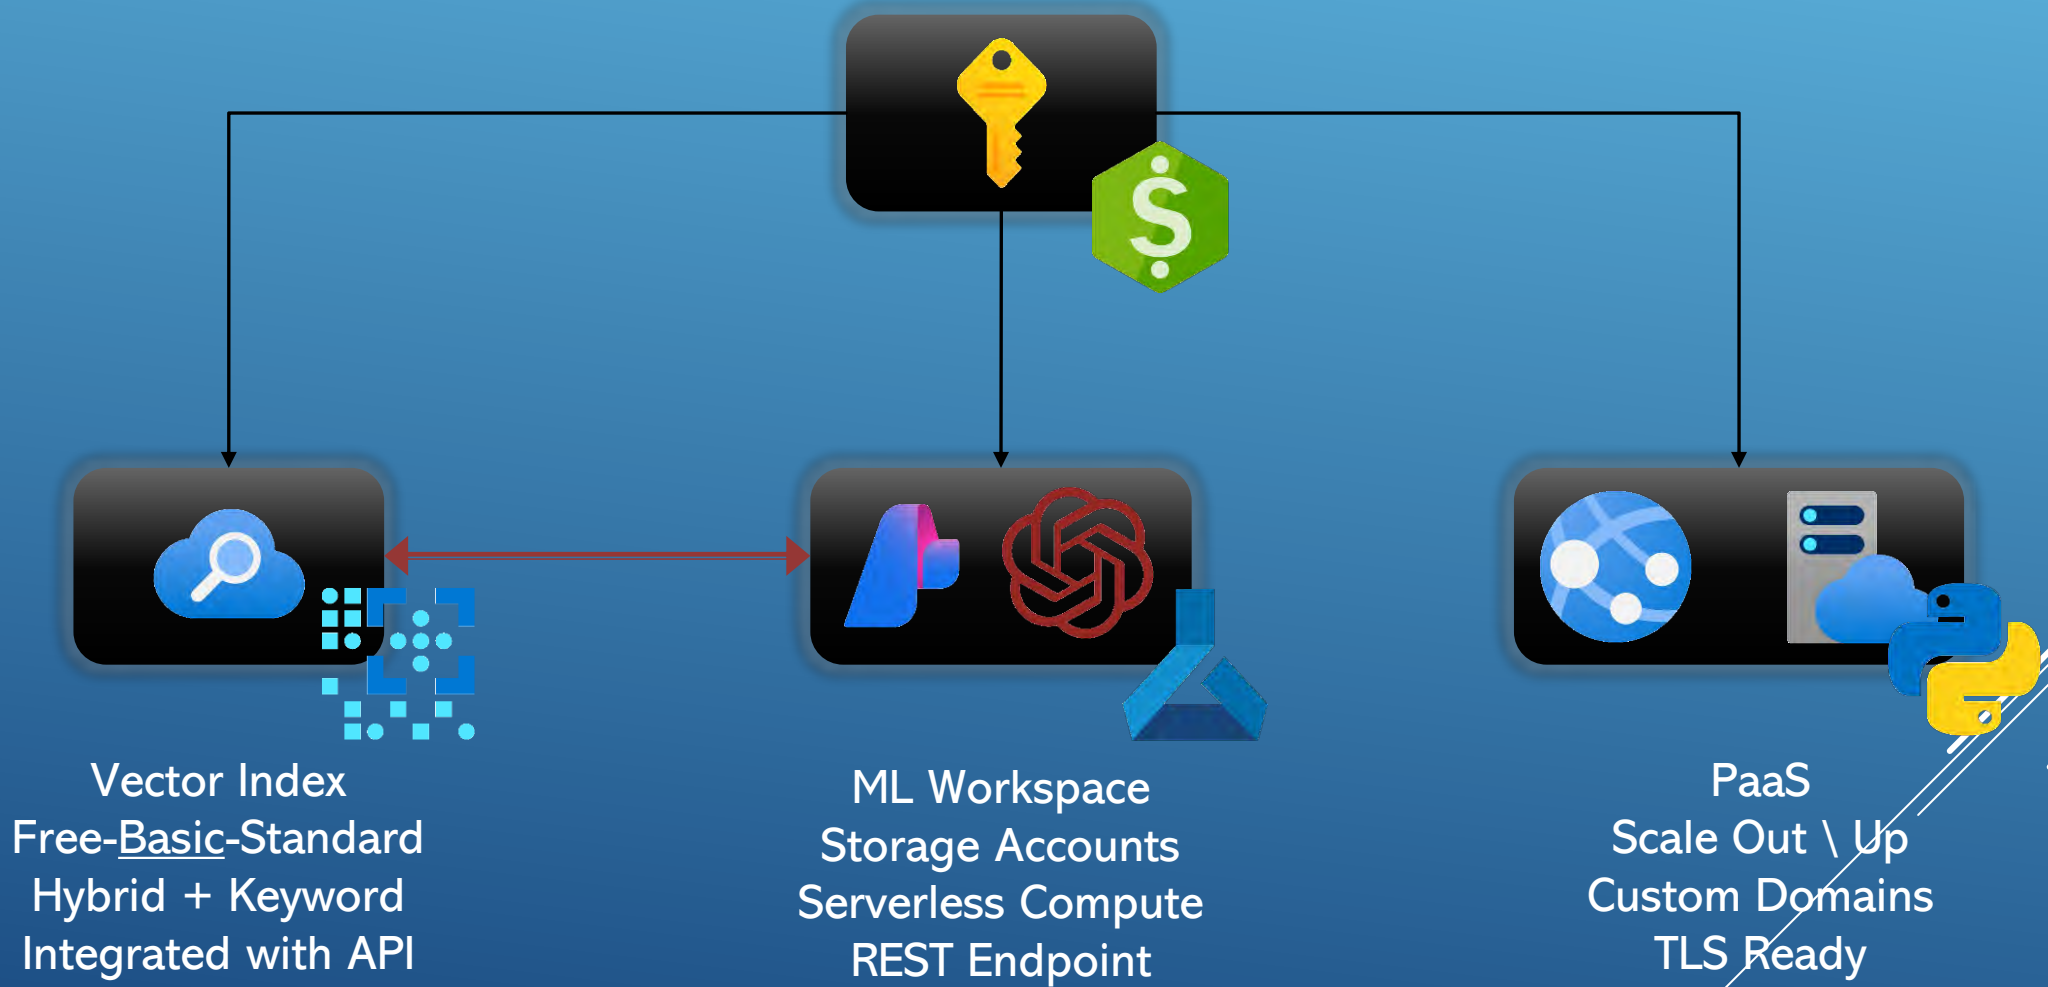 $
Vector Index
Free-Basic-Standard
Hybrid + Keyword
Integrated with API
ML Workspace
Storage Accounts
Serverless Compute
REST Endpoint
PaaS
Scale Out \ Up
Custom Domains
TLS Ready